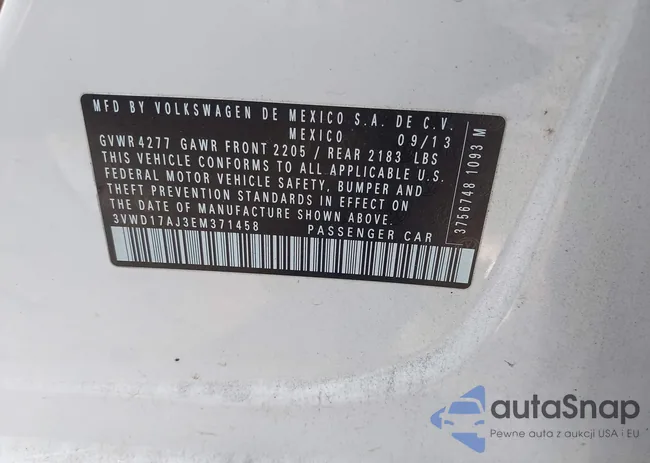 MFD BY VOLKSWAGEN DE MEXICO S.A. DE C.V.
MEXICO 09/13
GVWR 4277 GAWR FRONT 2205 / REAR 2183 LBS
THIS VEHICLE CONFORMS TO ALL APPLICABLE U.S.
FEDERAL MOTOR VEHICLE SAFETY, BUMPER AND
THEFT PREVENTION STANDARDS IN EFFECT ON
THE DATE OF MANUFACTURE SHOWN ABOVE.
3VWD17AJ3EM371458 PASSENGER CAR
3756748 1093 M
autoSnap
Pewne auta z aukcji USA i EU